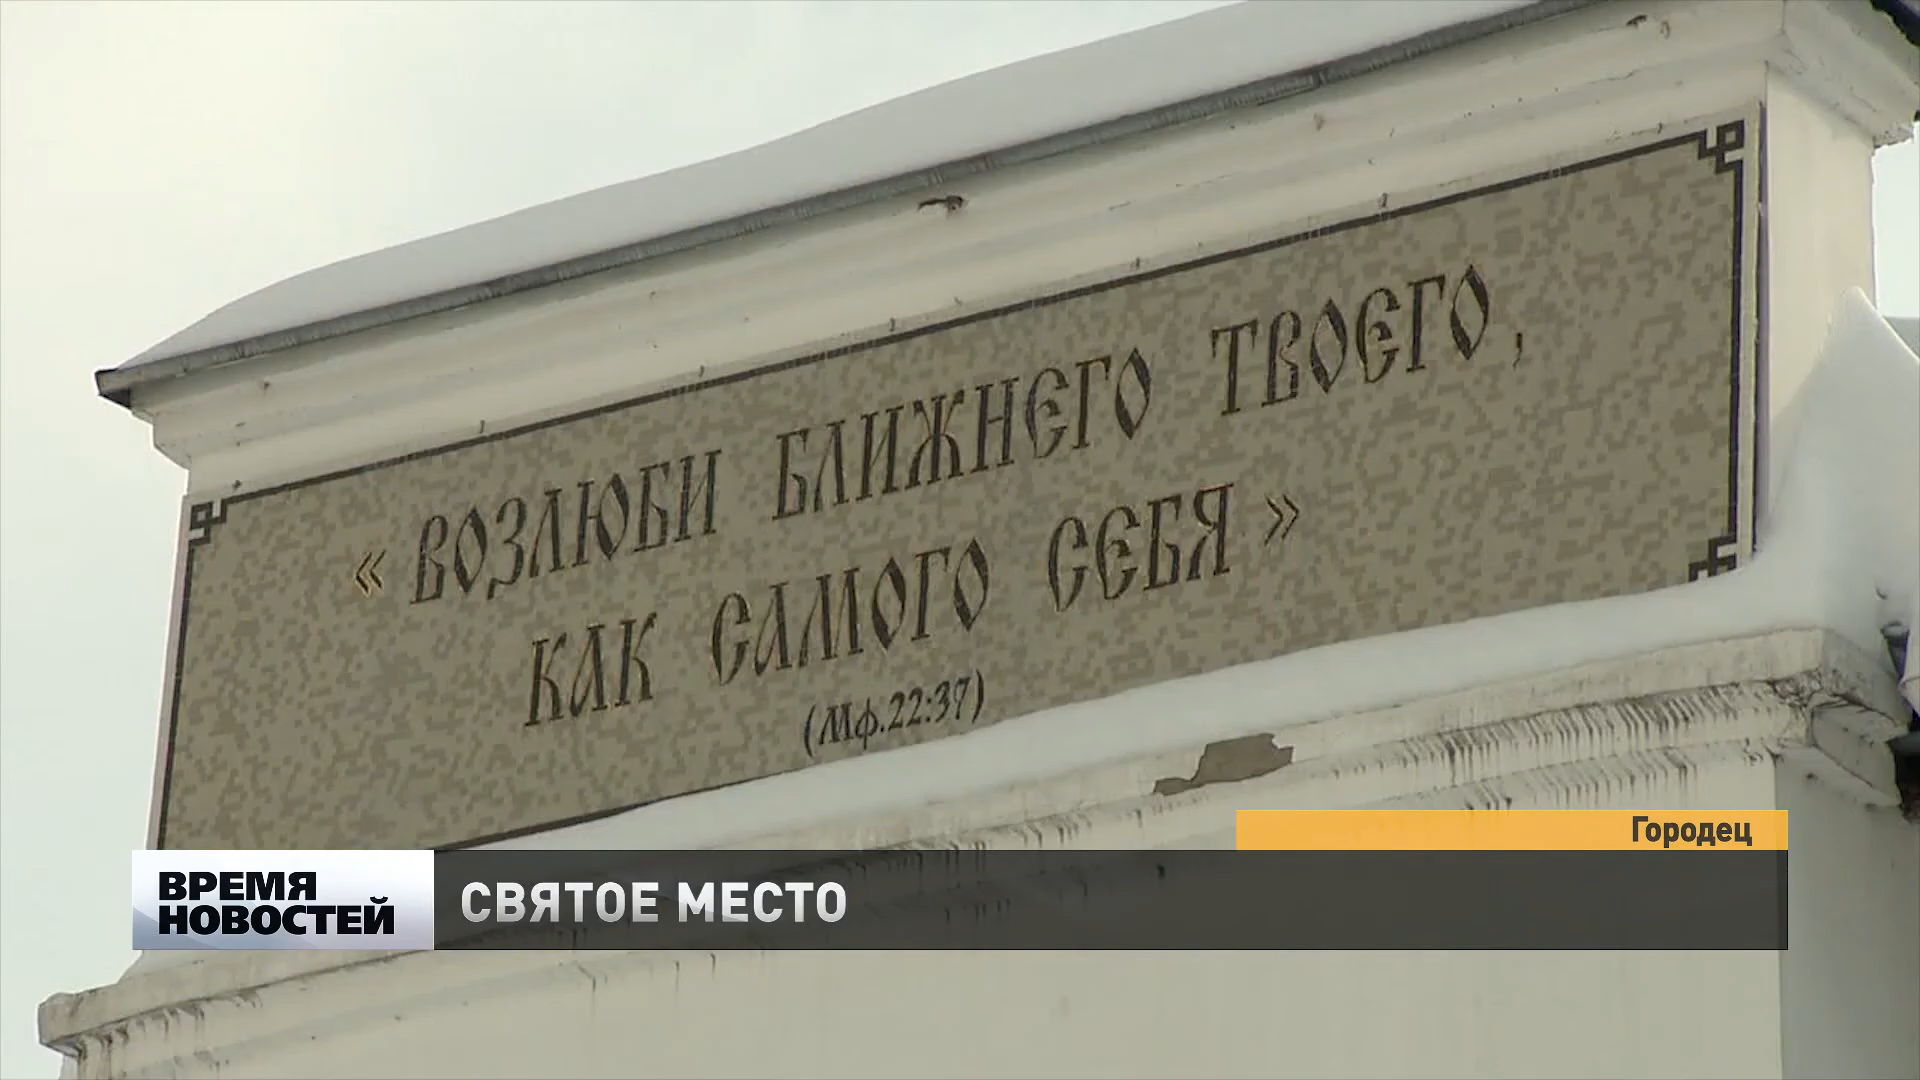 « ВОЗЛЮБИ БЛИЖНЕГО ТВОЕГО,
КАК САМОГО СЕБЯ »
(Мф.22:37)
Городец
ВРЕМЯ
НОВОСТЕЙ
СВЯТОЕ МЕСТО